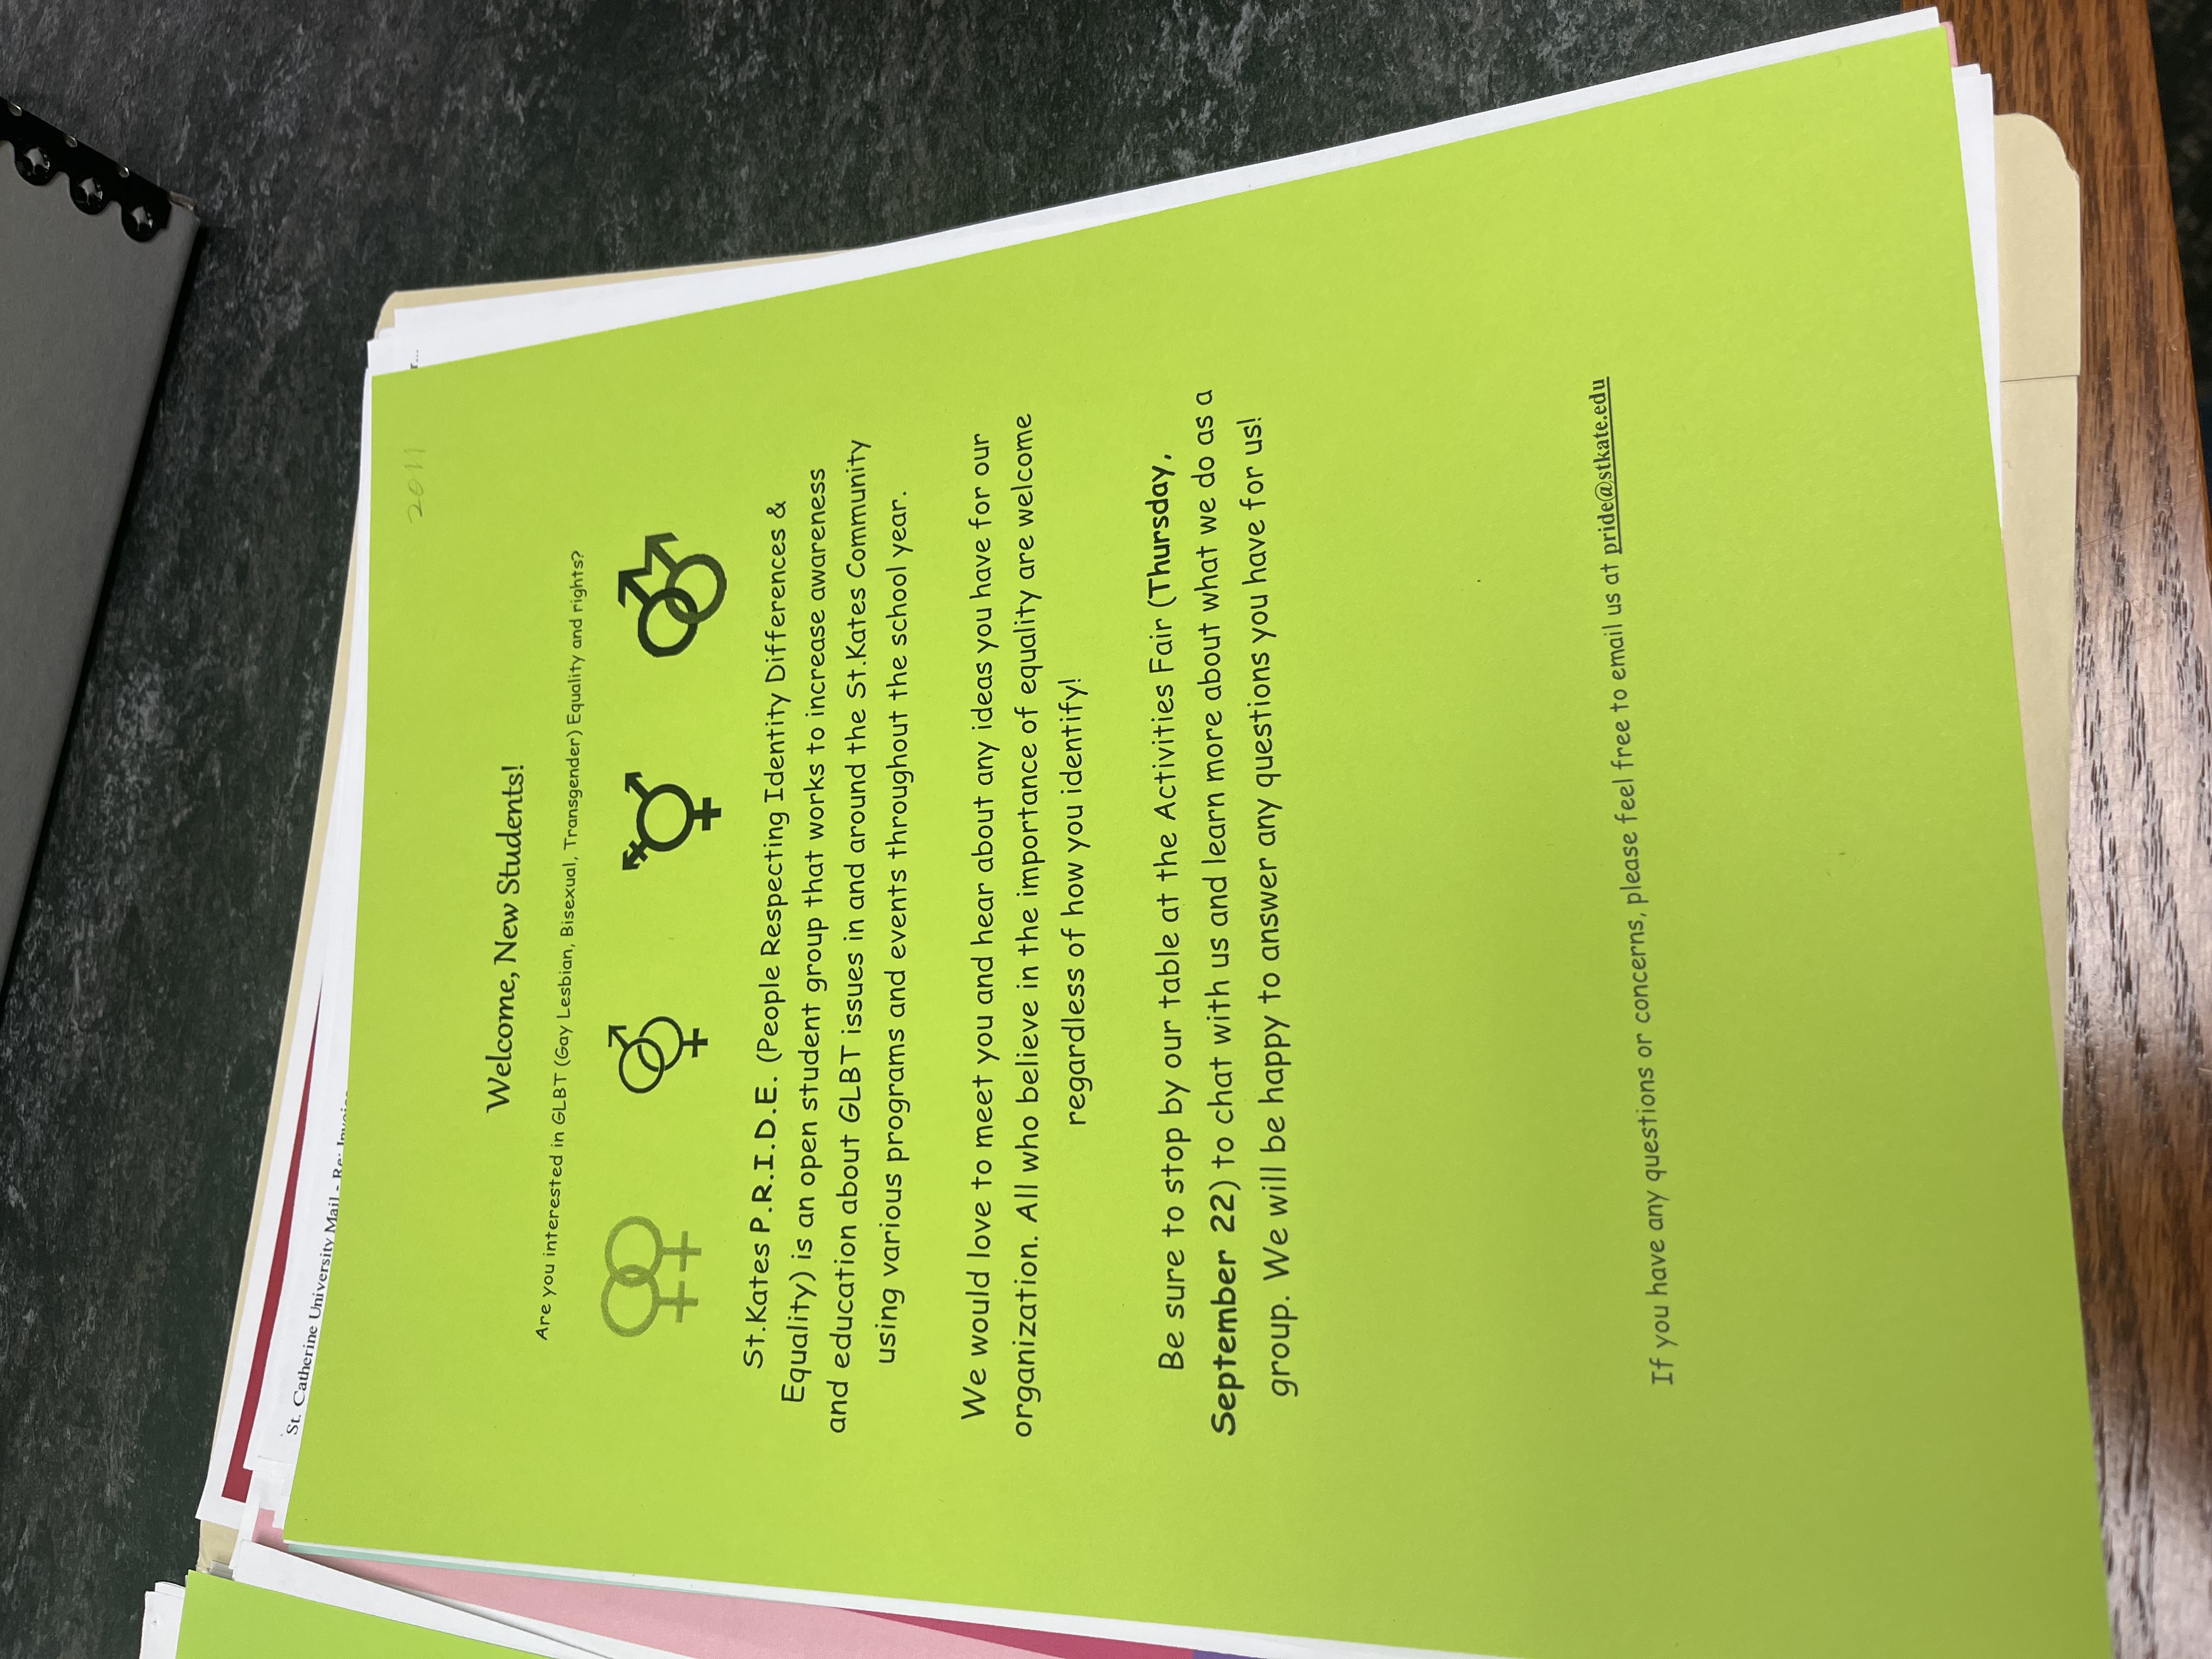 St. Catherine University Mail - Re: Invoice
r...
2011
Welcome, New Students!
Are you interested in GLBT (Gay Lesbian, Bisexual, Transgender) Equality and rights?
St.Kates P.R.I.D.E. (People Respecting Identity Differences &
Equality) is an open student group that works to increase awareness
and education about GLBT issues in and around the St.Kates Community
using various programs and events throughout the school year.
We would love to meet you and hear about any ideas you have for our
organization. All who believe in the importance of equality are welcome
regardless of how you identify!
Be sure to stop by our table at the Activities Fair (Thursday,
September 22) to chat with us and learn more about what we do as a
group. We will be happy to answer any questions you have for us!
If you have any questions or concerns, please feel free to email us at pride@stkate.edu